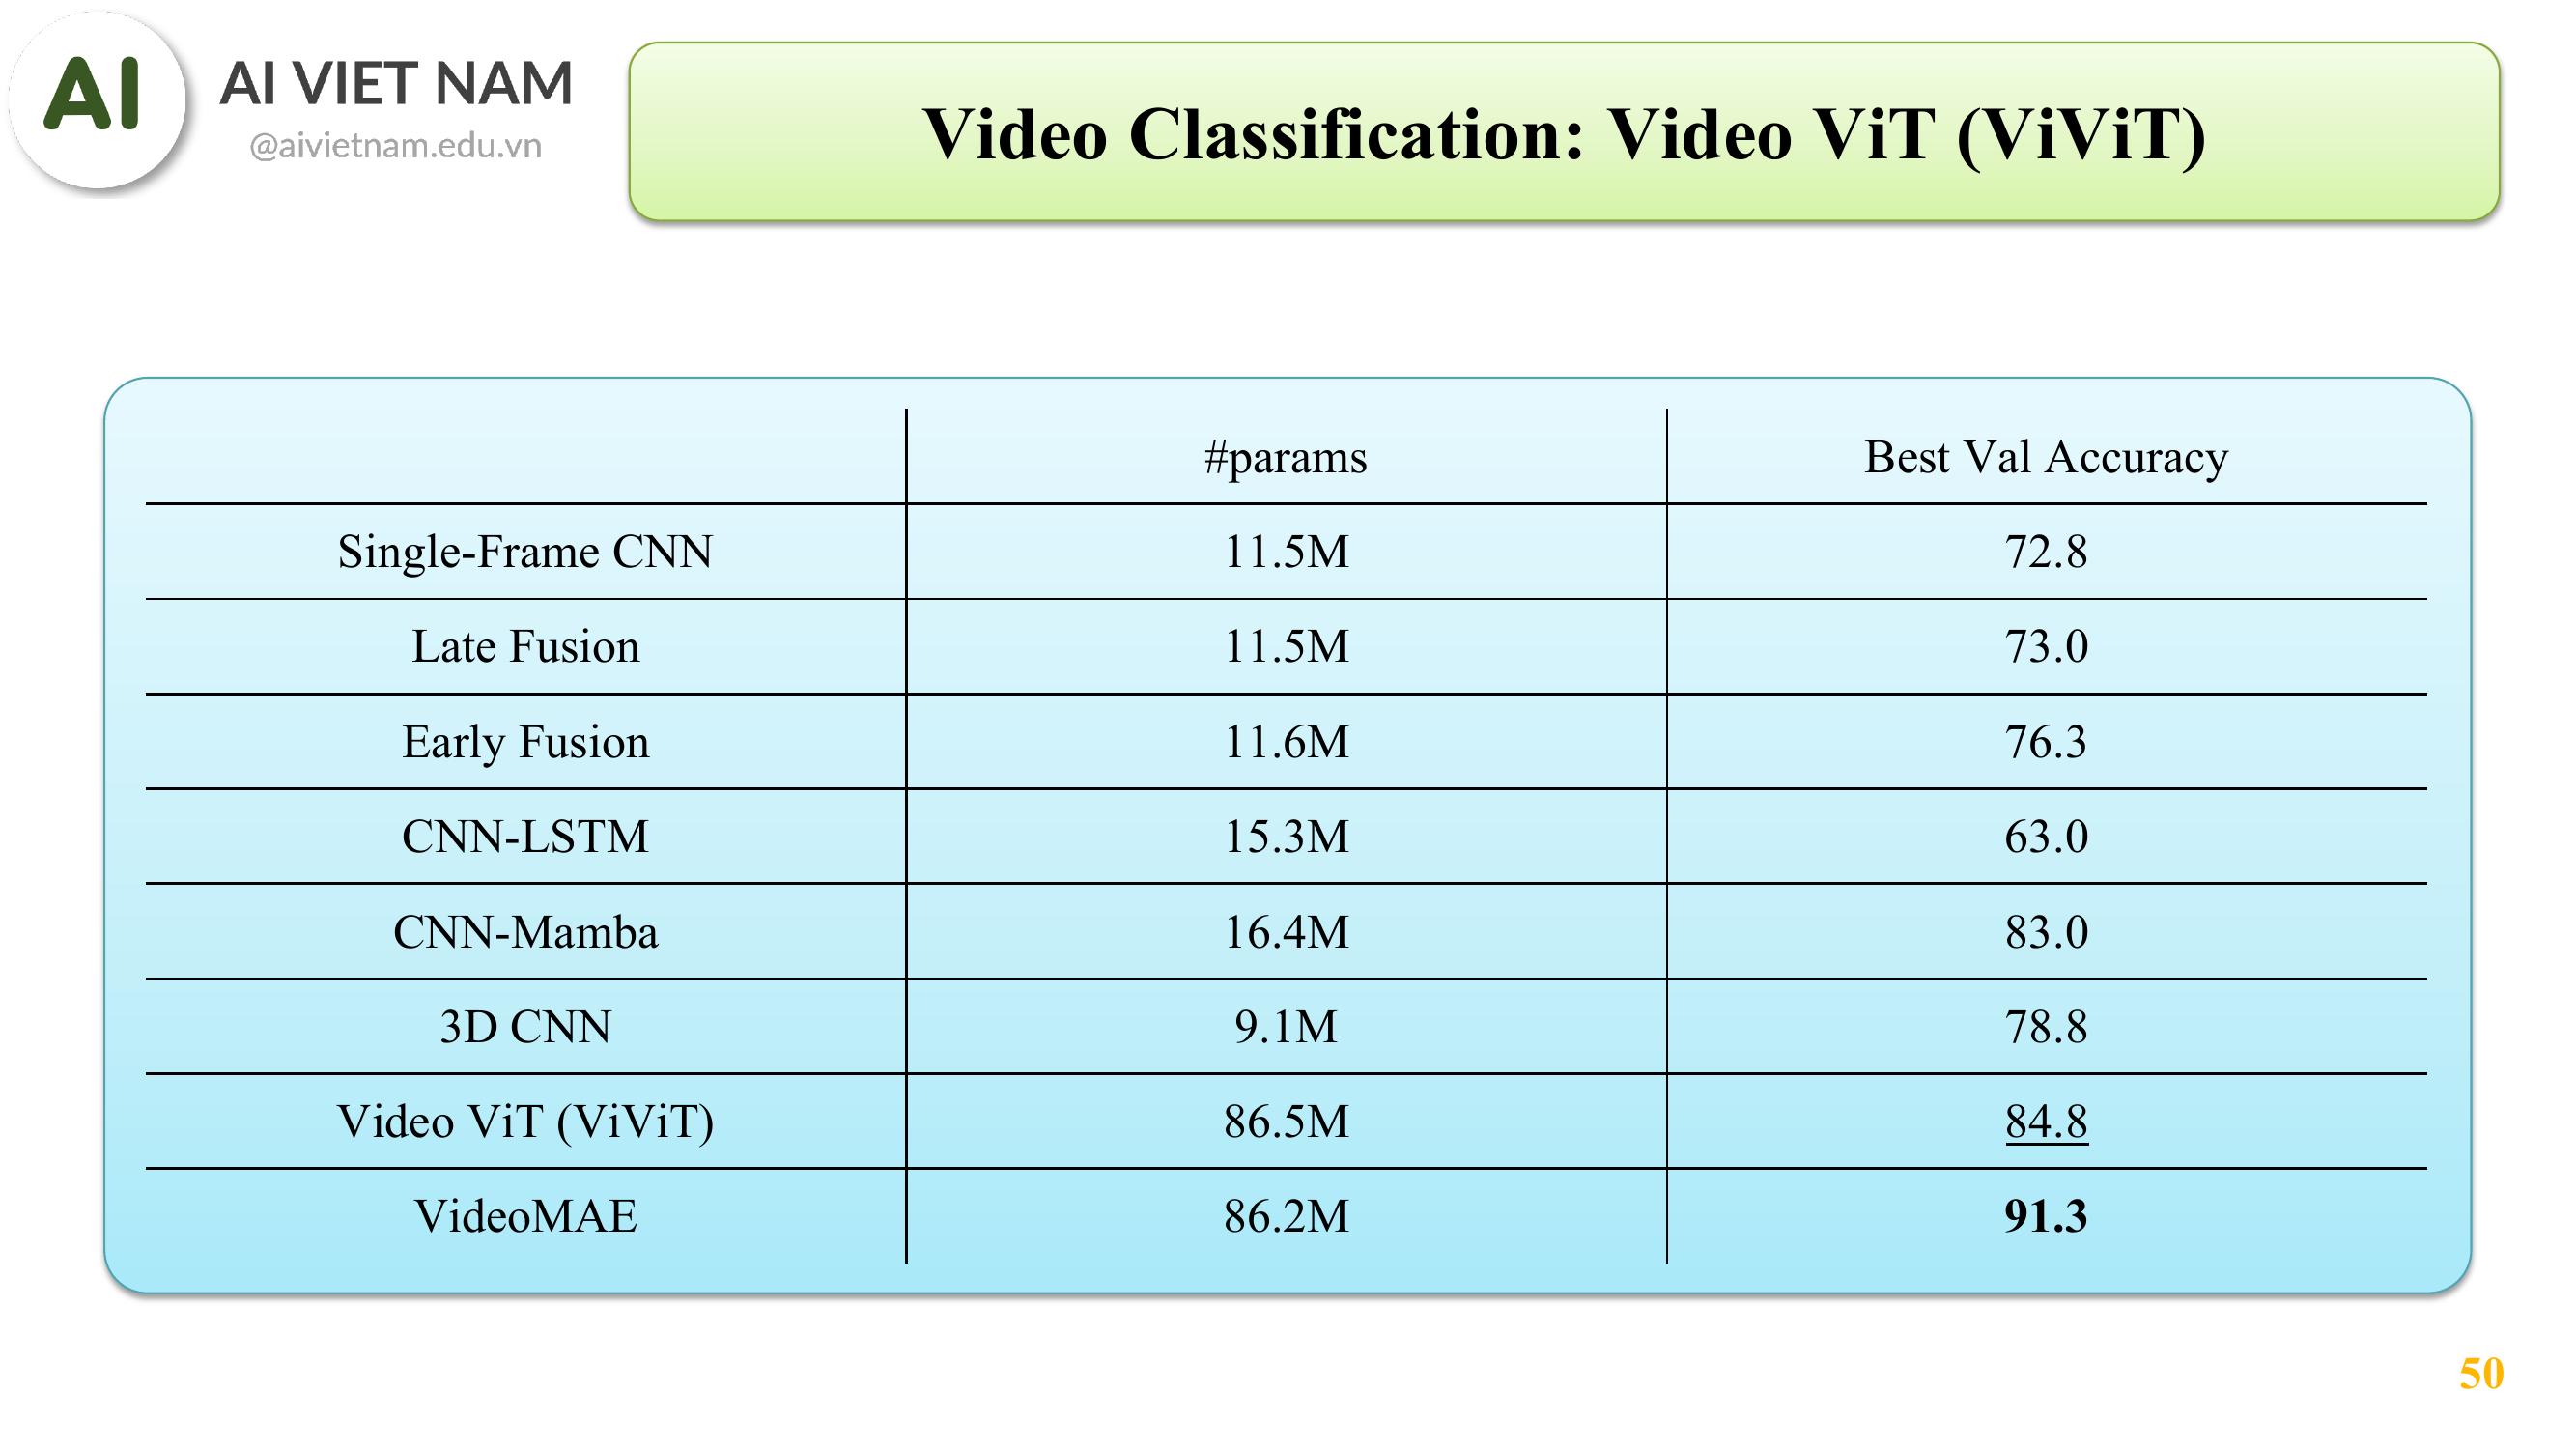 AI
AI VIET NAM
@aivietnam.edu.vn
Video Classification: Video ViT (ViViT)
#params Best Val Accuracy
Single-Frame CNN 11.5M 72.8
Late Fusion 11.5M 73.0
Early Fusion 11.6M 76.3
CNN-LSTM 15.3M 63.0
CNN-Mamba 16.4M 83.0
3D CNN 9.1M 78.8
Video ViT (ViViT) 86.5M 84.8
VideoMAE 86.2M 91.3
50